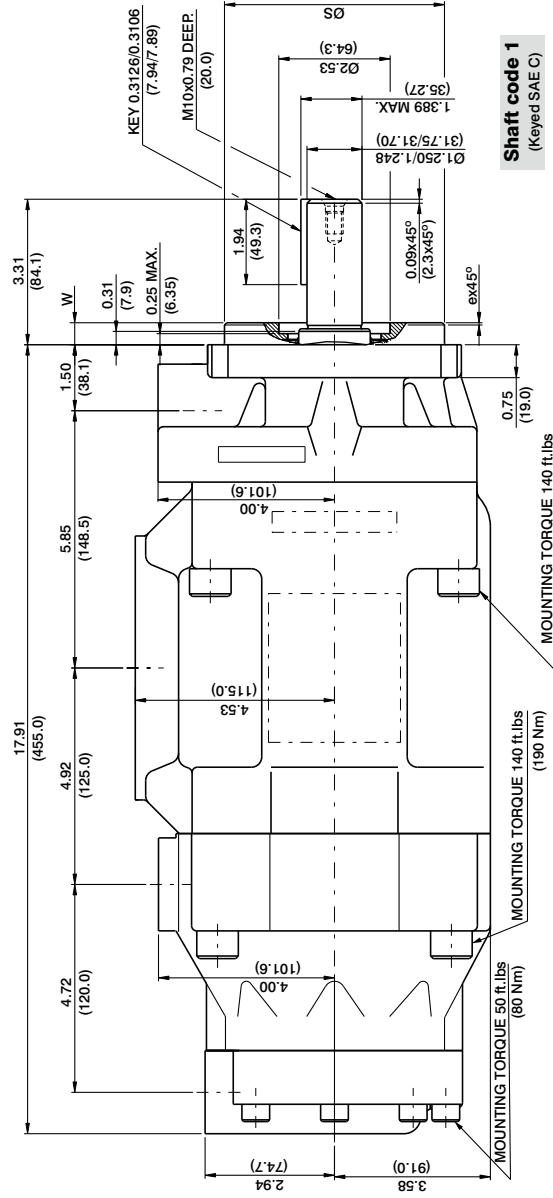 17.91
(455.0)
3.31
(84.1)
4.72
(120.0)
4.92
(125.0)
5.85
(148.5)
1.50
(38.1)
W
0.31
(7.9)
0.25 MAX.
(6.35)
1.94
(49.3)
KEY 0.3126/0.3106
(7.94/7.89)
M10x0.79 DEEP.
(20.0)
ØS
Ø2.53
(64.3)
1.389 MAX.
(35.27)
Ø1.250/1.248
(31.75/31.70)
0.09x45°
(2.3x45°)
ex45°
0.75
(19.0)
4.00
(101.6)
4.53
(115.0)
4.00
(101.6)
2.94
(74.7)
3.58
(91.0)
MOUNTING TORQUE 50 ft.lbs
(80 Nm)
MOUNTING TORQUE 140 ft.lbs
(190 Nm)
MOUNTING TORQUE 140 ft.lbs
Shaft code 1
(Keyed SAE C)